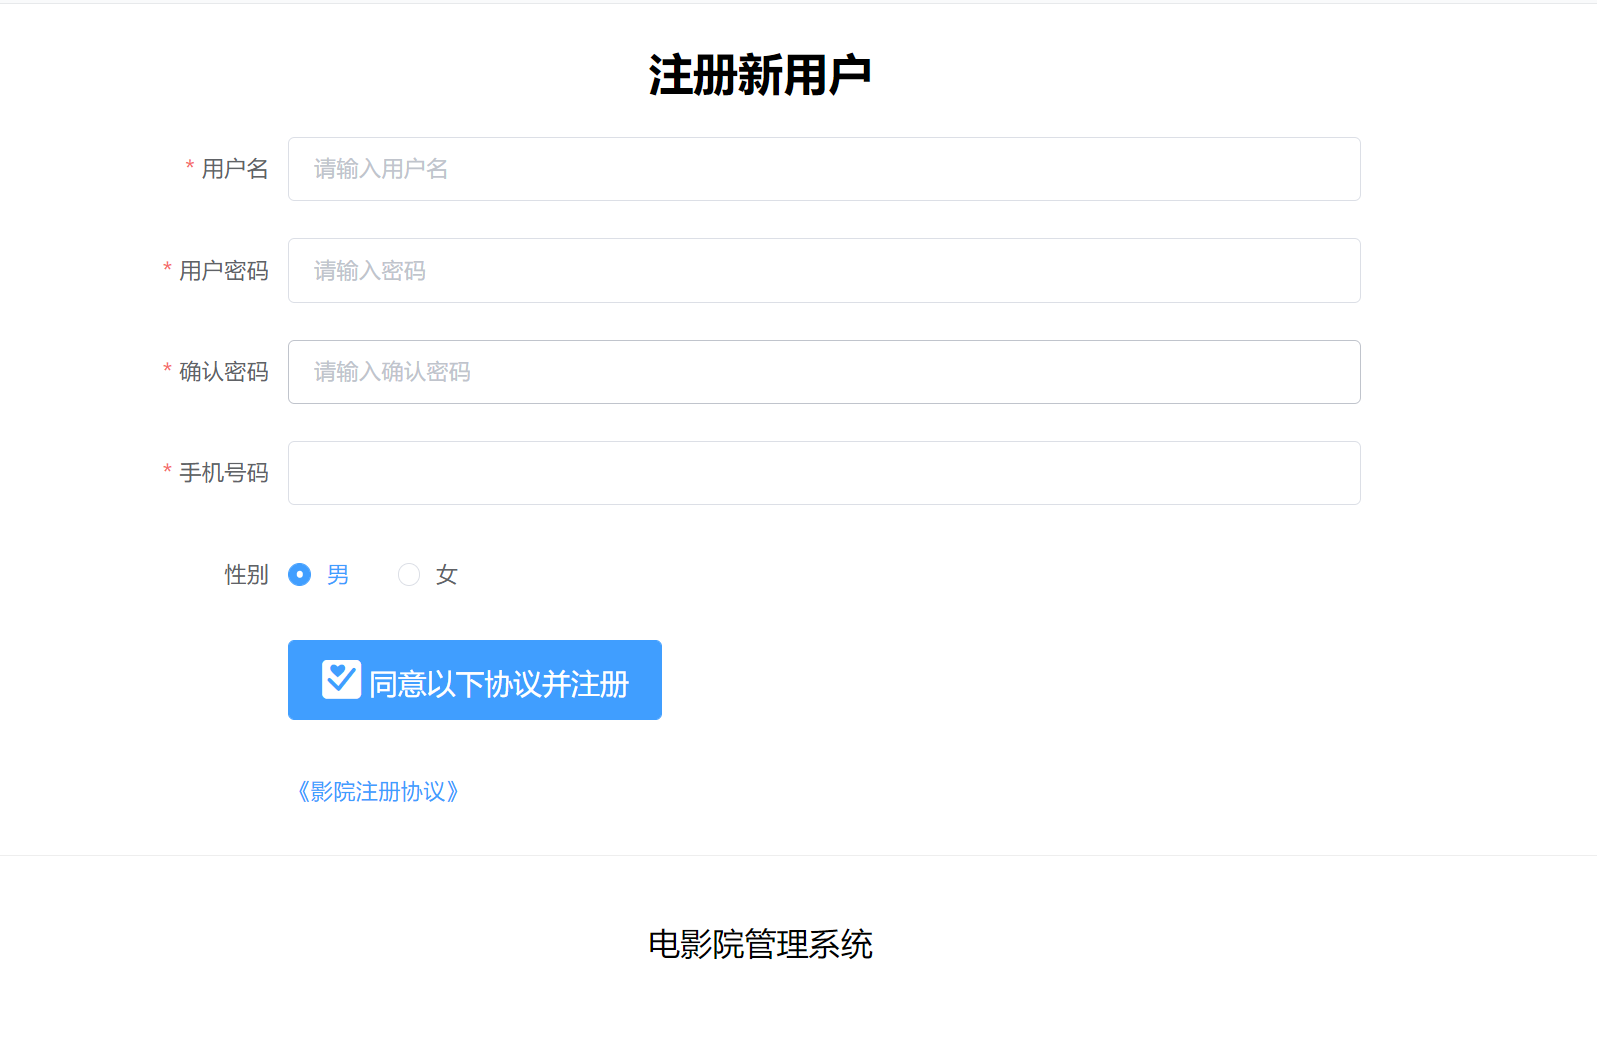 注册新用户
* 用户名 请输入用户名
* 用户密码 请输入密码
* 确认密码 请输入确认密码
* 手机号码
性别 男 女
同意以下协议并注册
《影院注册协议》
电影院管理系统